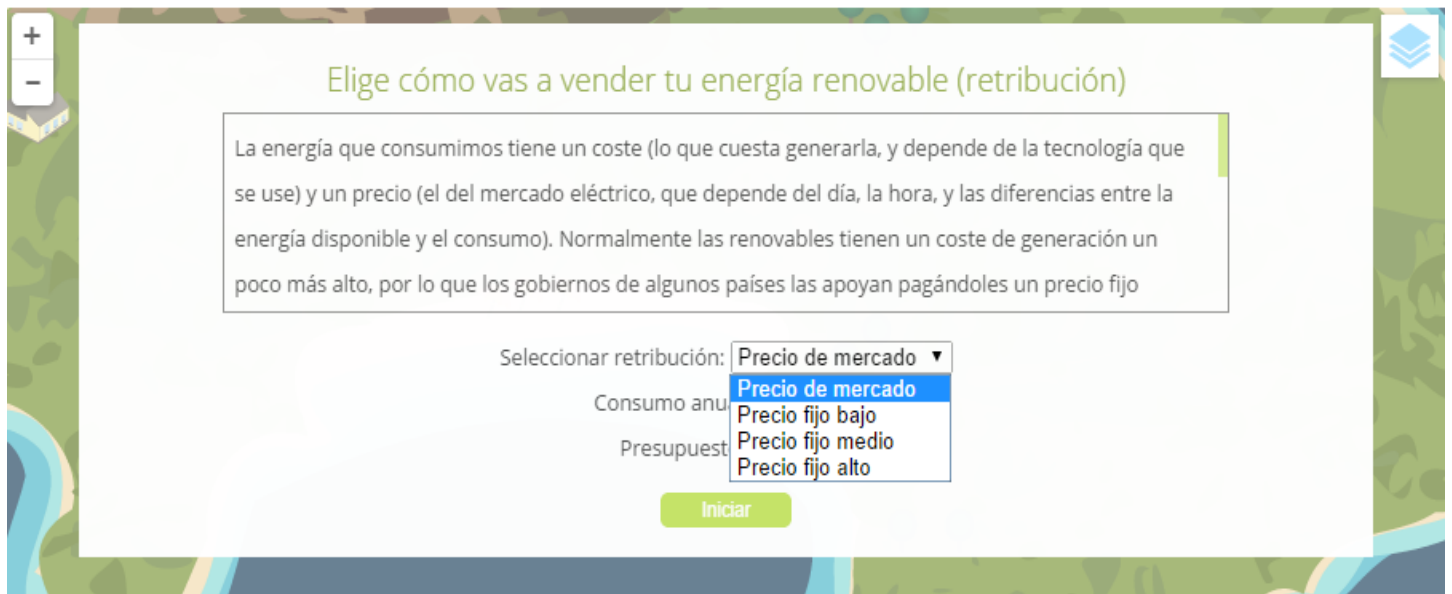 +
-
Elige cómo vas a vender tu energía renovable (retribución)
La energía que consumimos tiene un coste (lo que cuesta generarla, y depende de la tecnología que
se use) y un precio (el del mercado eléctrico, que depende del día, la hora, y las diferencias entre la
energía disponible y el consumo). Normalmente las renovables tienen un coste de generación un
poco más alto, por lo que los gobiernos de algunos países las apoyan pagándoles un precio fijo
Seleccionar retribución: Precio de mercado ▼
Precio de mercado
Consumo anu
Precio fijo bajo
Precio fijo medio
Presupuest
Precio fijo alto
Iniciar